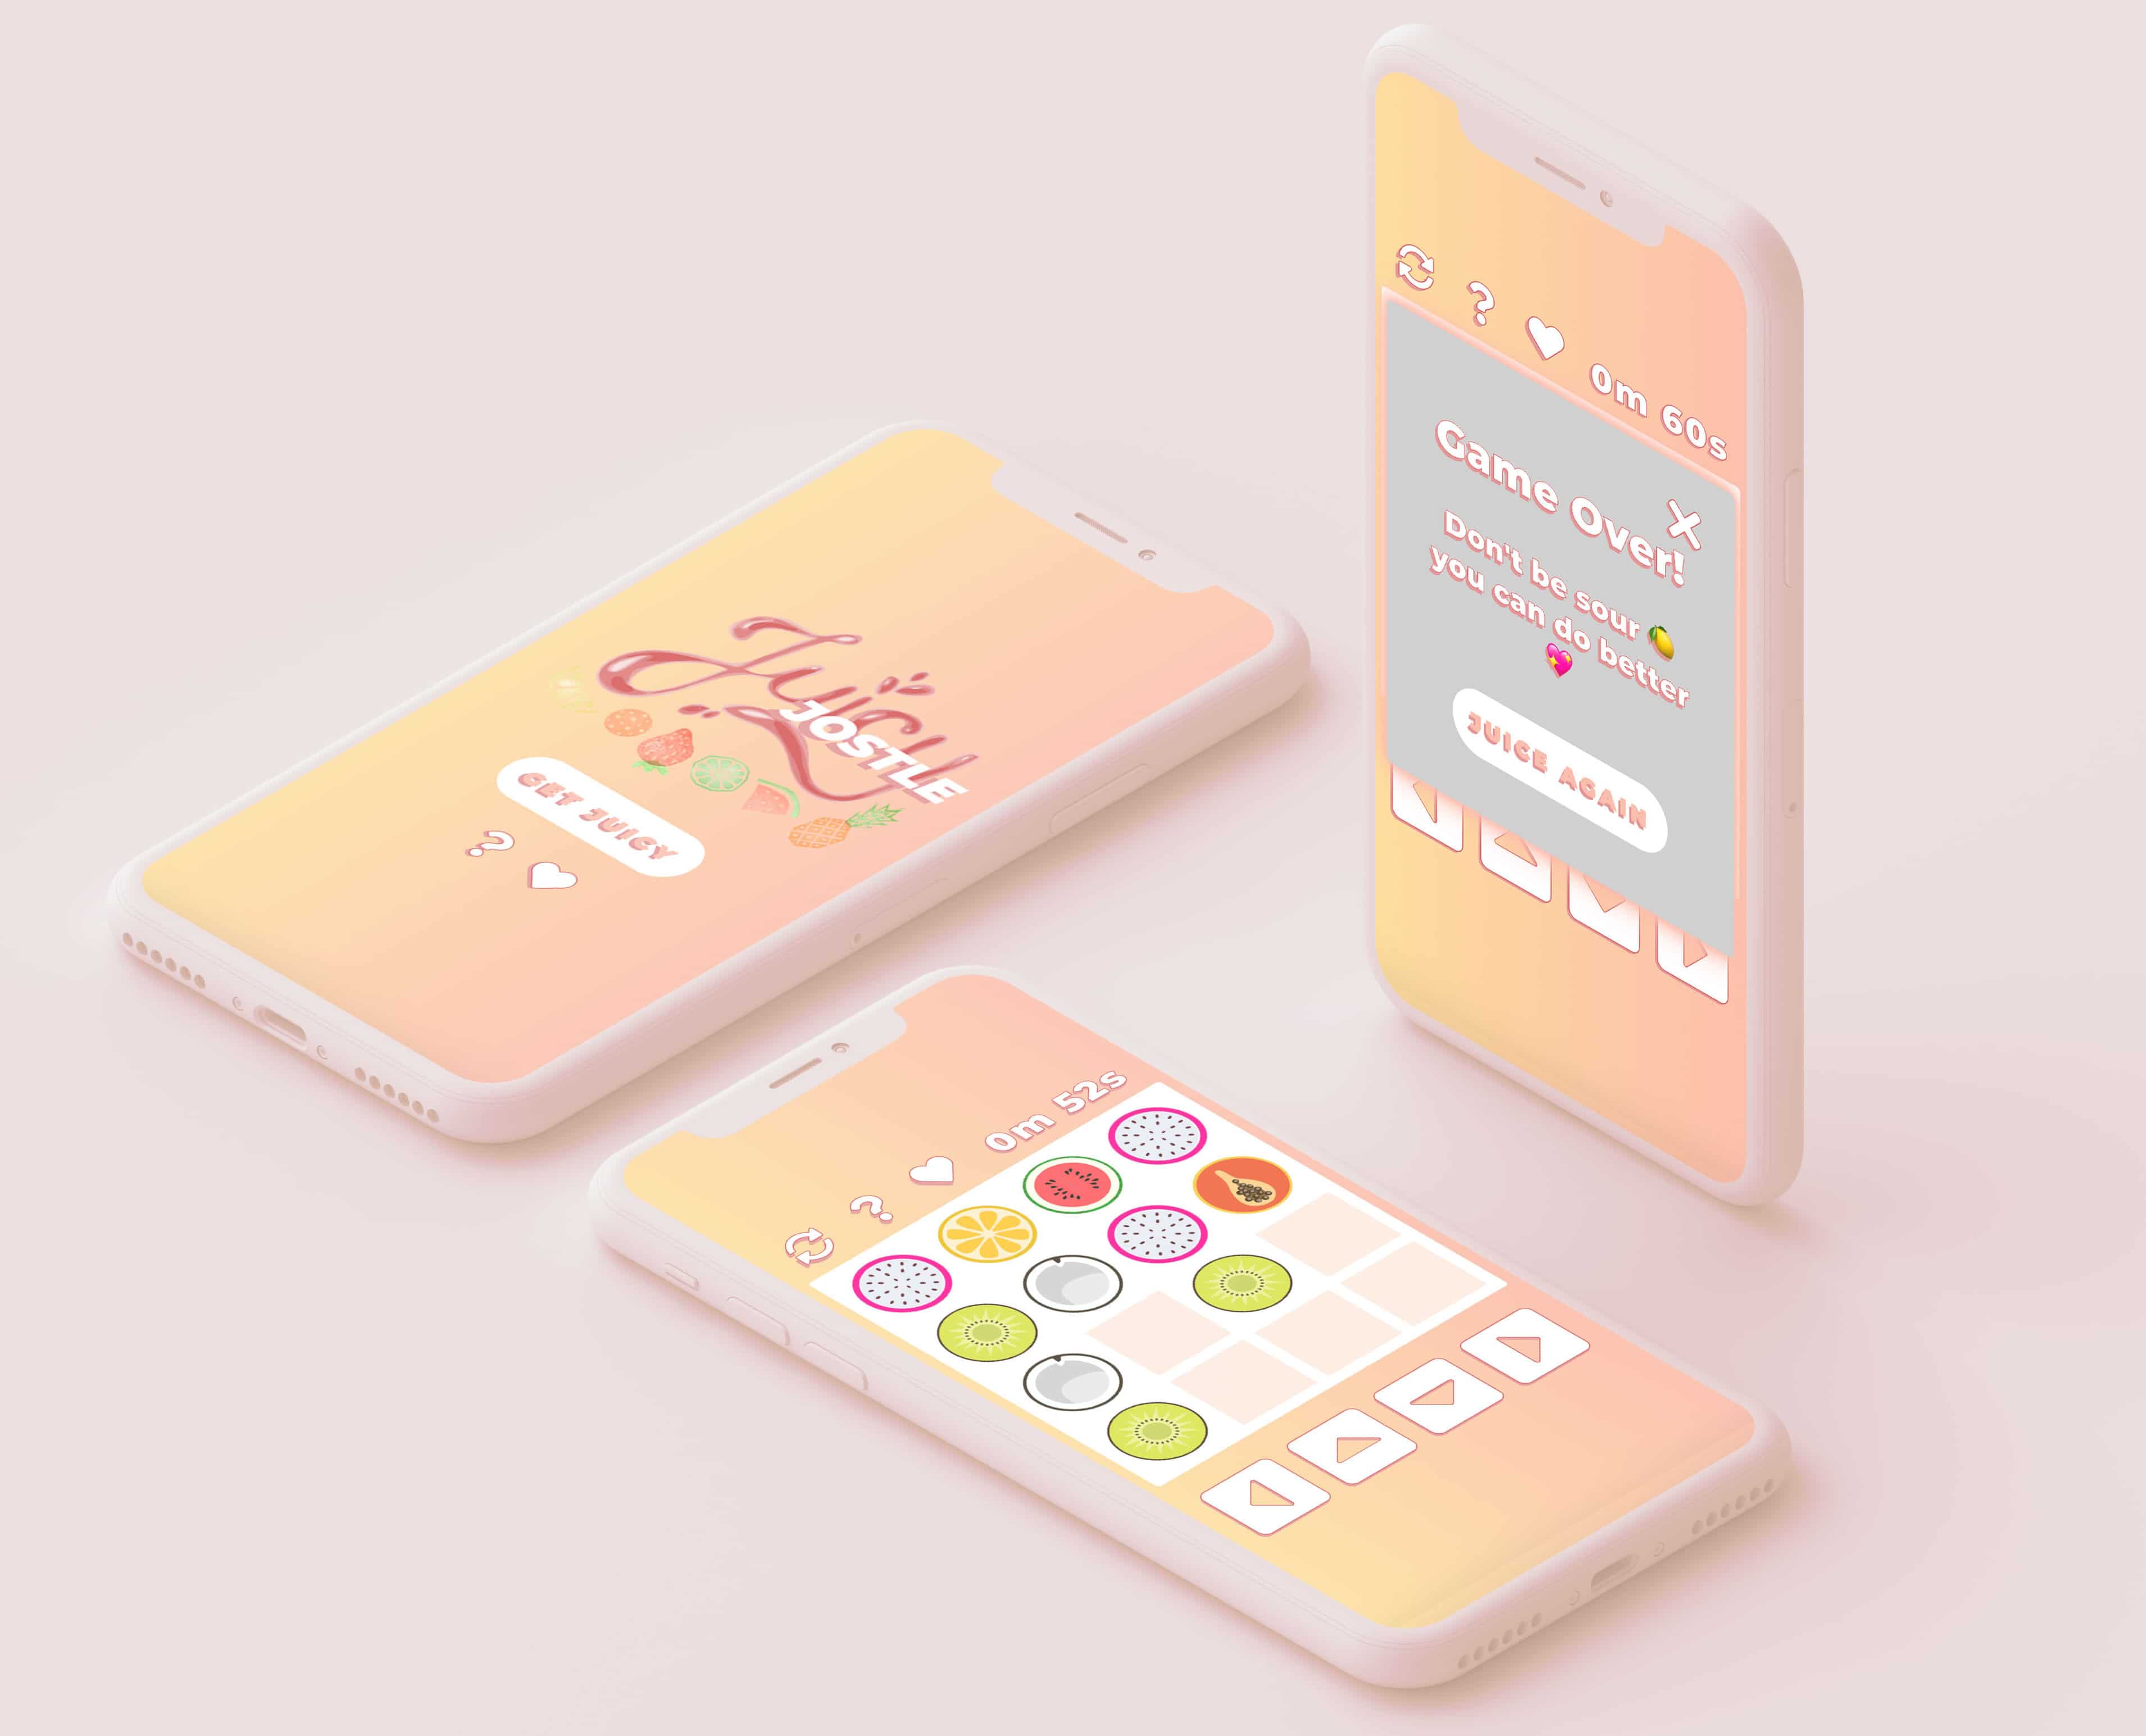 Juicy
JOSTLE
GET JUICY
?
? 0m 60s
Game Over!
Don't be sour 🍋
you can do better
💖
JUICE AGAIN
? 0m 52s